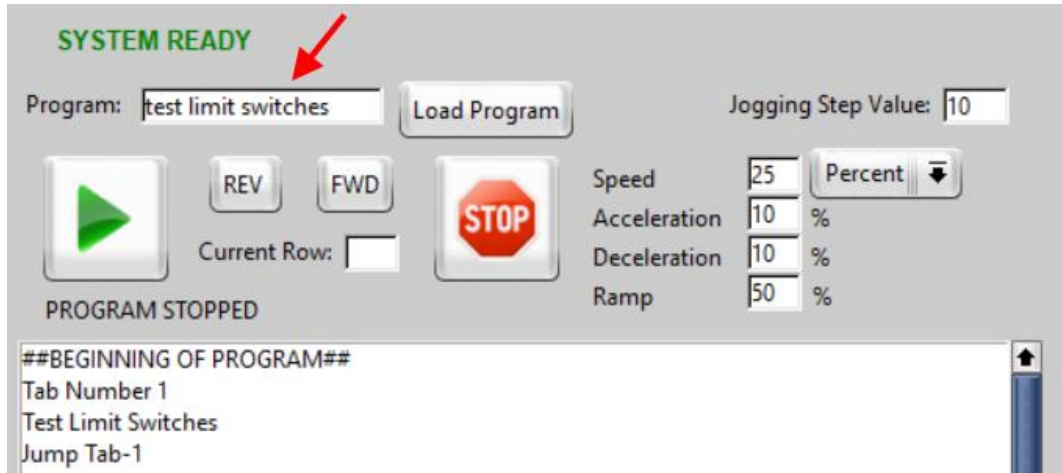 SYSTEM READY
Program: test limit switches Load Program Jogging Step Value: 10
REV FWD STOP Speed 25 Percent
Acceleration 10 %
Current Row: Deceleration 10 %
PROGRAM STOPPED Ramp 50 %
##BEGINNING OF PROGRAM##
Tab Number 1
Test Limit Switches
Jump Tab-1